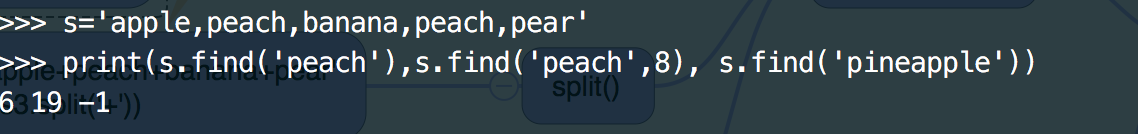 >>> s='apple,peach,banana,peach,pear'
>>> print(s.find('peach'),s.find('peach',8), s.find('pineapple'))
6 19 -1
split()